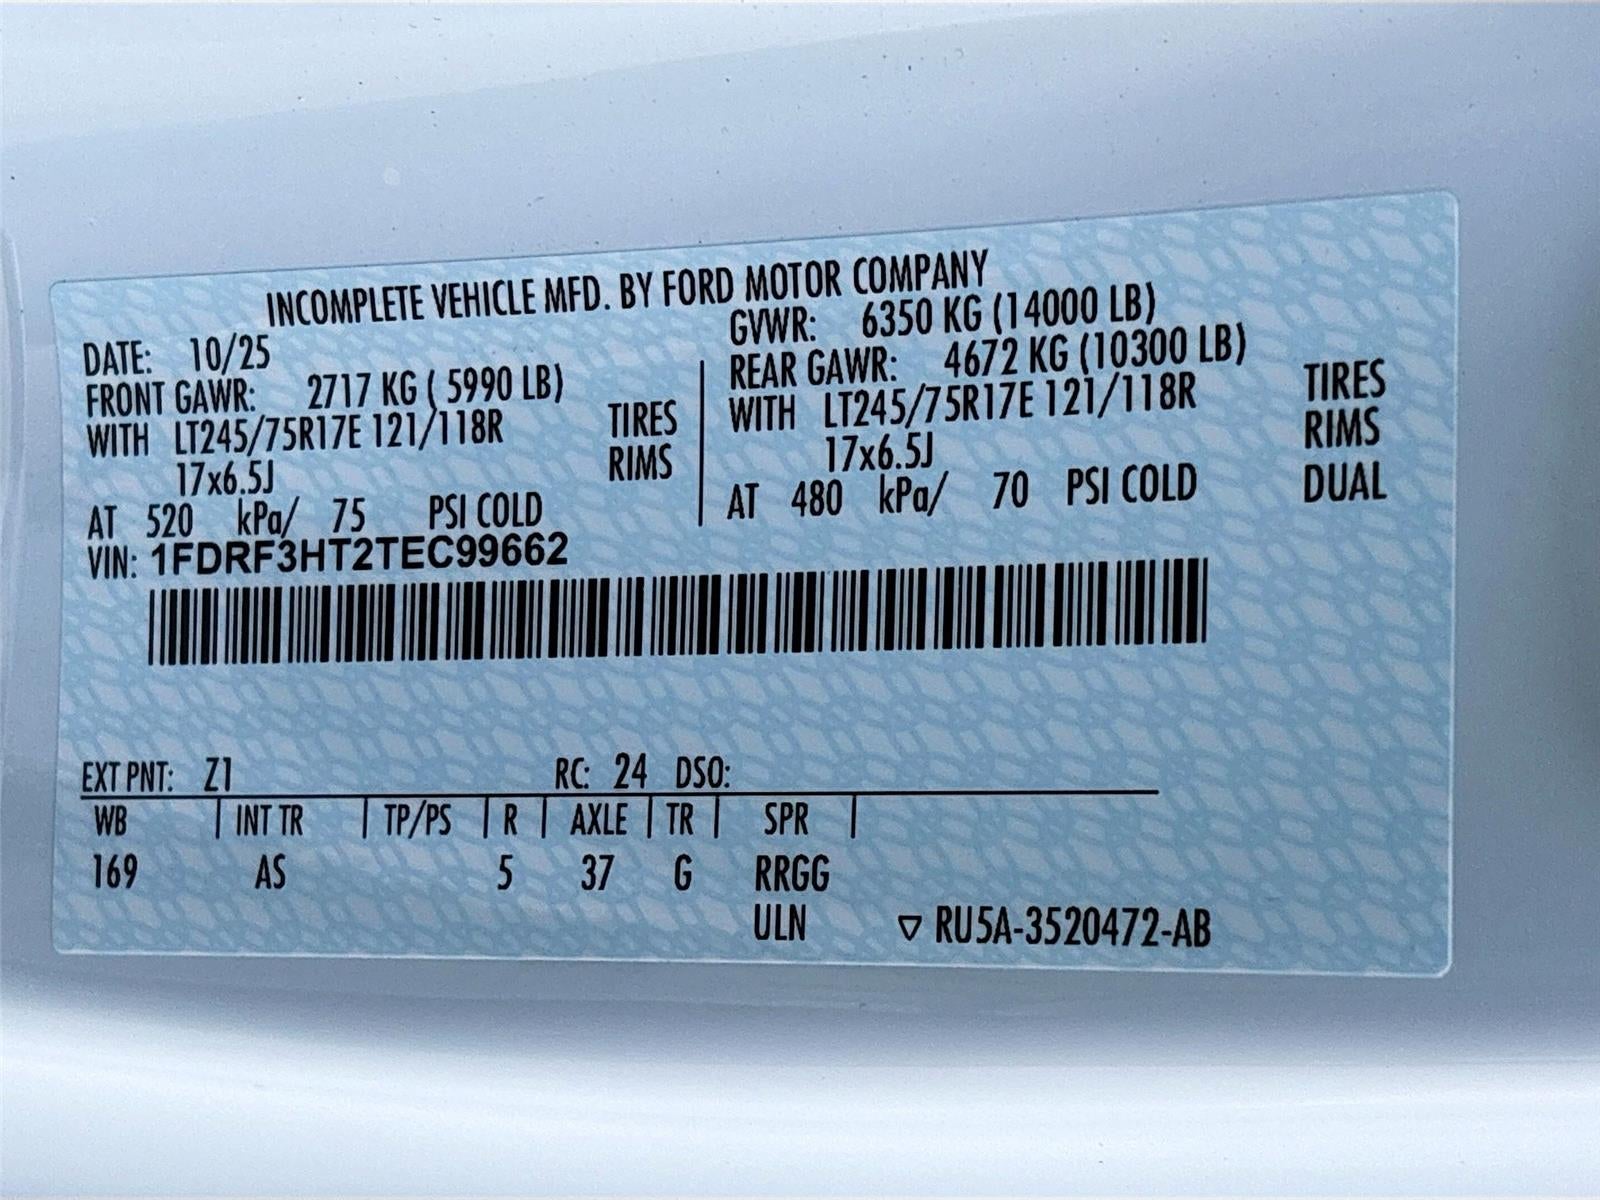 INCOMPLETE VEHICLE MFD. BY FORD MOTOR COMPANY
DATE: 10/25
FRONT GAWR: 2717 KG ( 5990 LB)
WITH LT245/75R17E 121/118R TIRES
17x6.5J RIMS
AT 520 kPa/ 75 PSI COLD
GVWR: 6350 KG (14000 LB)
REAR GAWR: 4672 KG (10300 LB)
WITH LT245/75R17E 121/118R TIRES
17x6.5J RIMS
AT 480 kPa/ 70 PSI COLD DUAL
VIN: 1FDRF3HT2TEC99662
EXT PNT: Z1 RC: 24 DSO:
WB | INT TR | TP/PS | R | AXLE | TR | SPR |
169 AS 5 37 G RRGG
ULN ▽ RU5A-3520472-AB